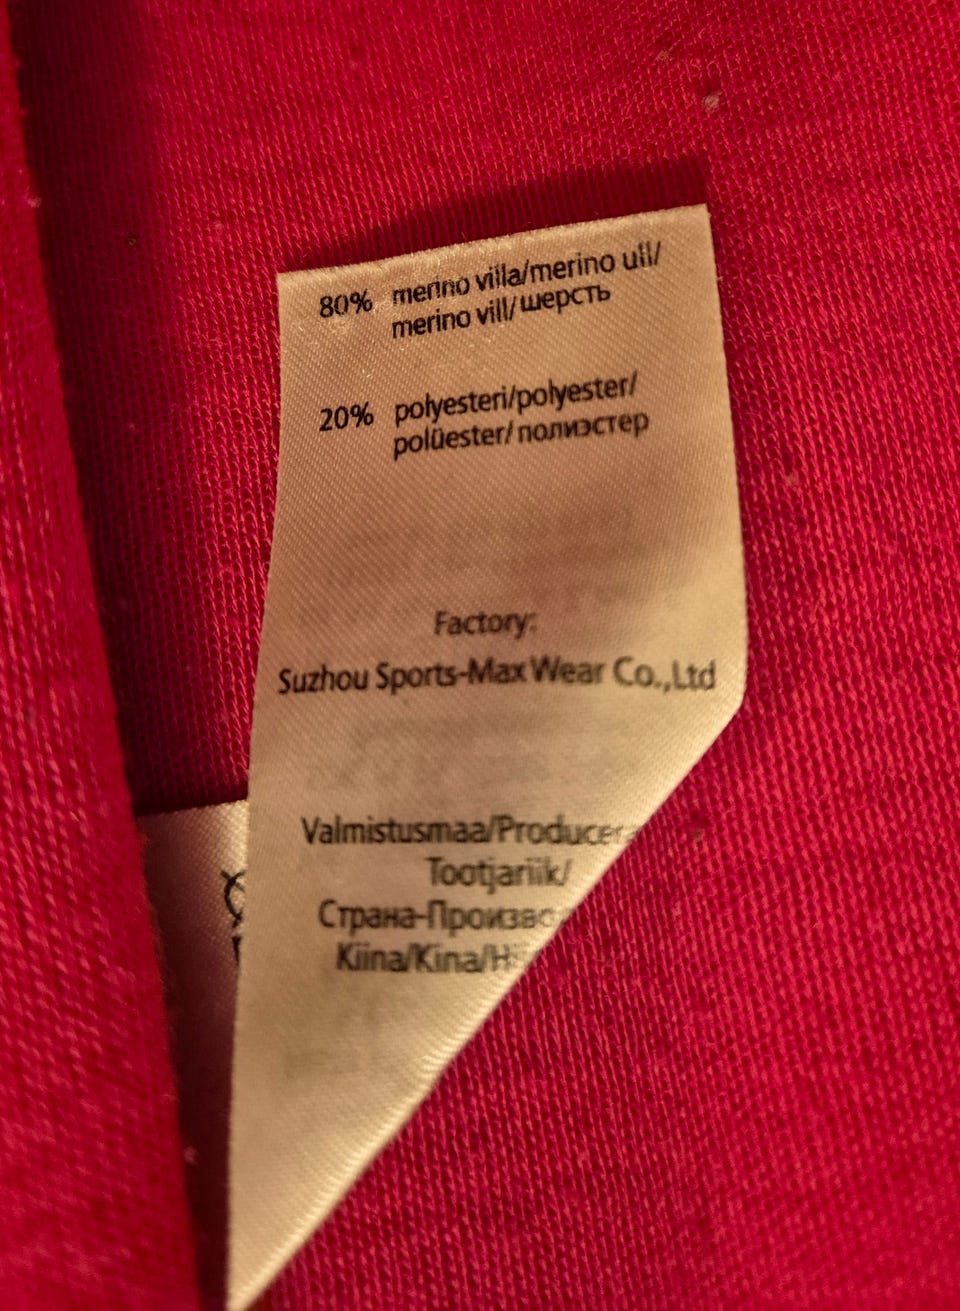 80% merino villa/merino ull/
merino vill/шерсть
20% polyesteri/polyester/
polüester/полиэстер
Factory:
Suzhou Sports-Max Wear Co.,Ltd
Valmistusmaa/Producer
Tootjariik/
Kiina/Kina/